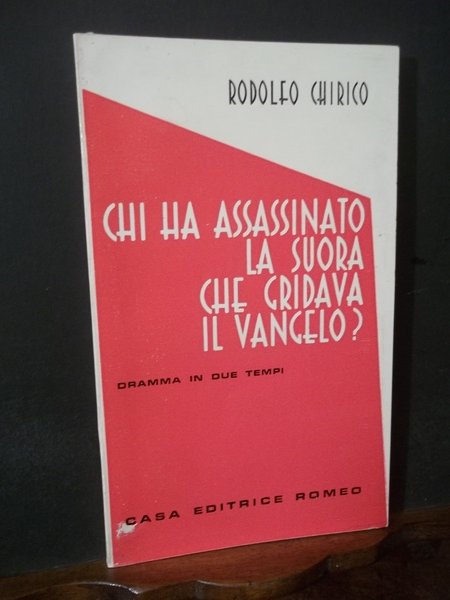 RODOLFO CHIRICO
CHI HA ASSASSINATO
LA SUORA
CHE GRIDAVA
IL VANGELO?
DRAMMA IN DUE TEMPI
CASA EDITRICE ROMEO